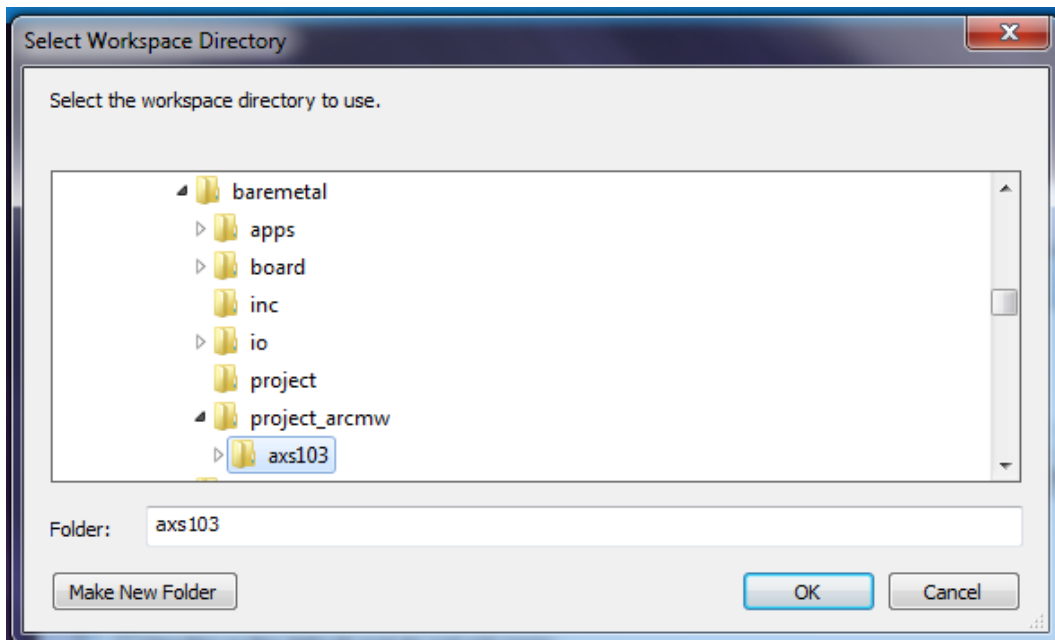 Select Workspace Directory
Select the workspace directory to use.
baremetal
apps
board
inc
io
project
project_arcmw
axs103
Folder: axs103
Make New Folder OK Cancel